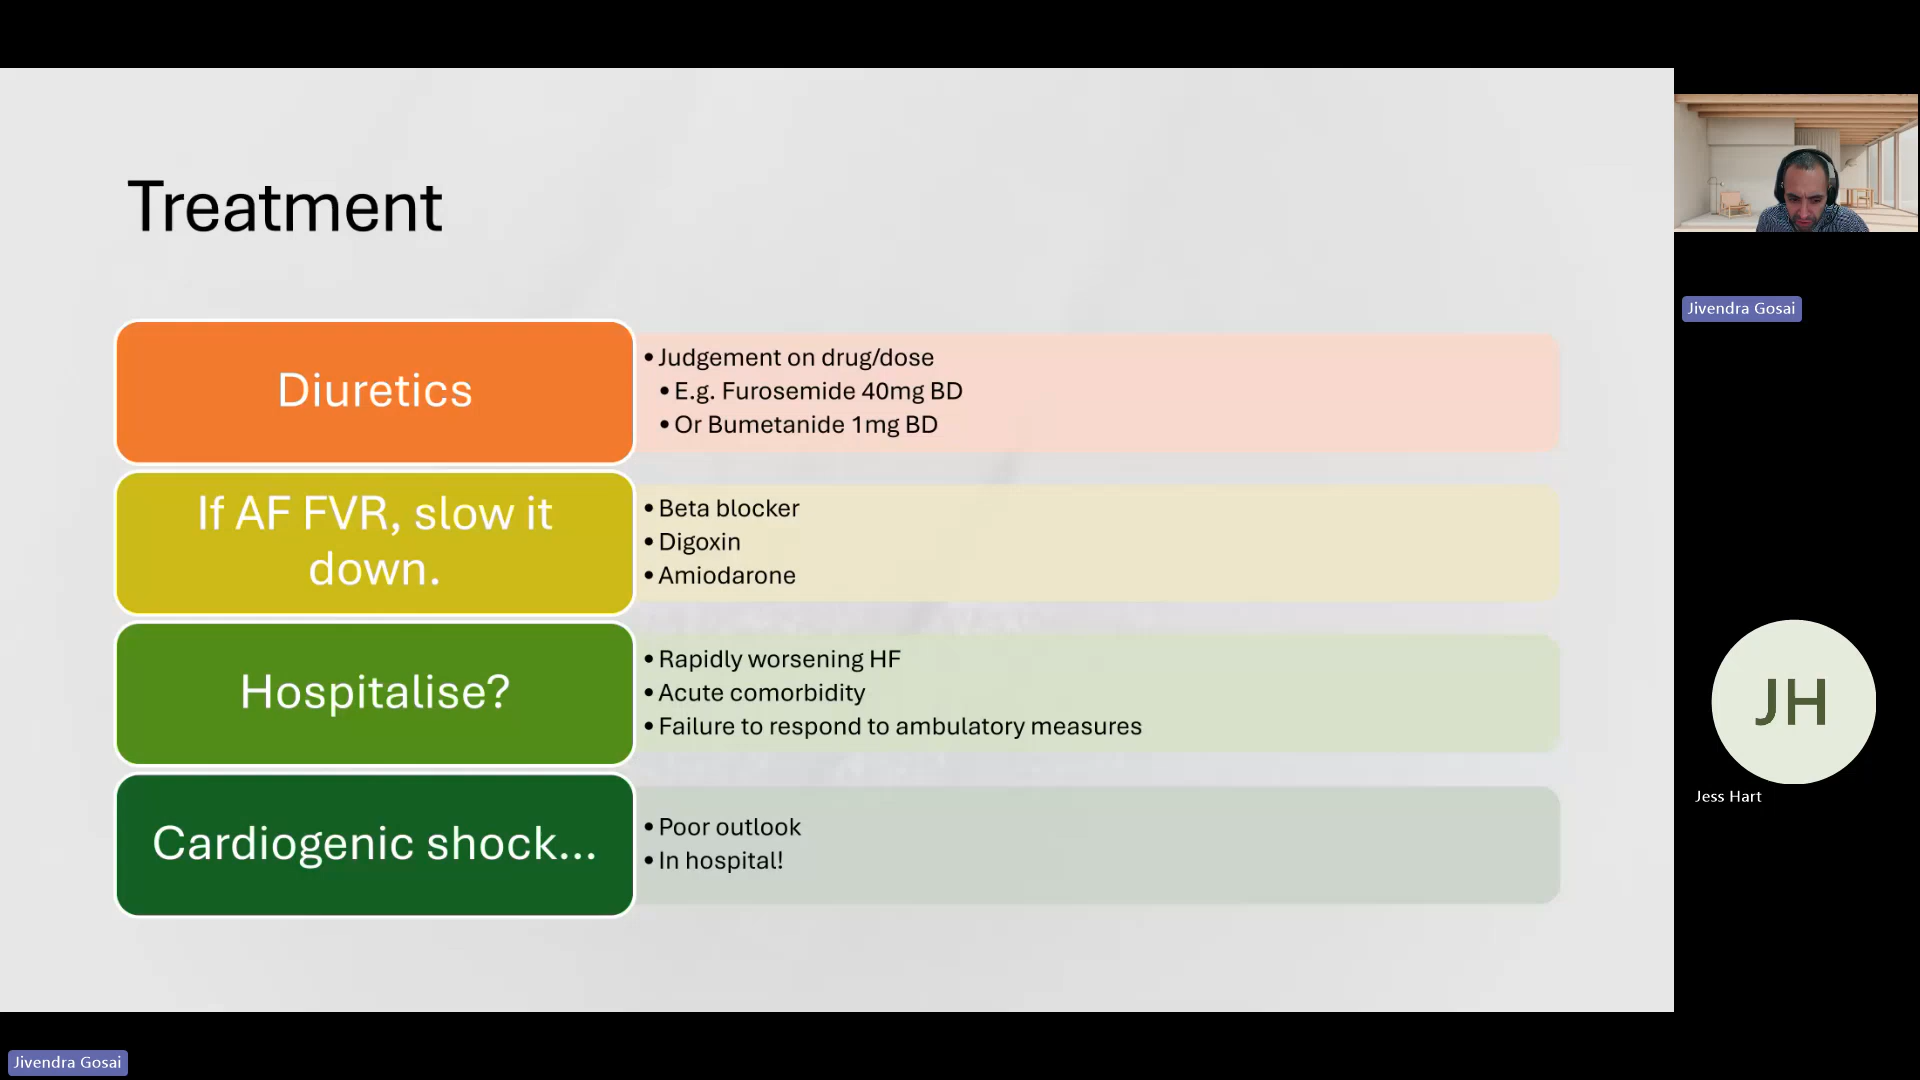 Treatment
Diuretics
• Judgement on drug/dose
• E.g. Furosemide 40mg BD
• Or Bumetanide 1mg BD
If AF FVR, slow it
down.
• Beta blocker
• Digoxin
• Amiodarone
Hospitalise?
• Rapidly worsening HF
• Acute comorbidity
• Failure to respond to ambulatory measures
Cardiogenic shock...
• Poor outlook
• In hospital!
Jivendra Gosai
JH
Jess Hart
Jivendra Gosai